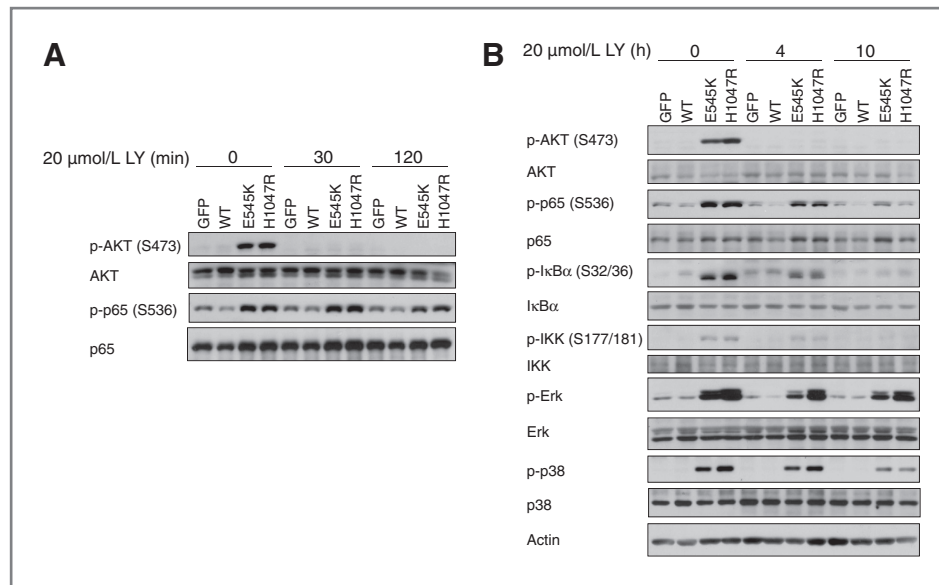 A
20 μmol/L LY (min) 0 30 120
GFP WT E545K H1047R GFP WT E545K H1047R GFP WT E545K H1047R
p-AKT (S473)
AKT
p-p65 (S536)
p65
B
20 μmol/L LY (h) 0 4 10
GFP WT E545K H1047R GFP WT E545K H1047R GFP WT E545K H1047R
p-AKT (S473)
AKT
p-p65 (S536)
p65
p-IκBα (S32/36)
IκBα
p-IKK (S177/181)
IKK
p-Erk
Erk
p-p38
p38
Actin